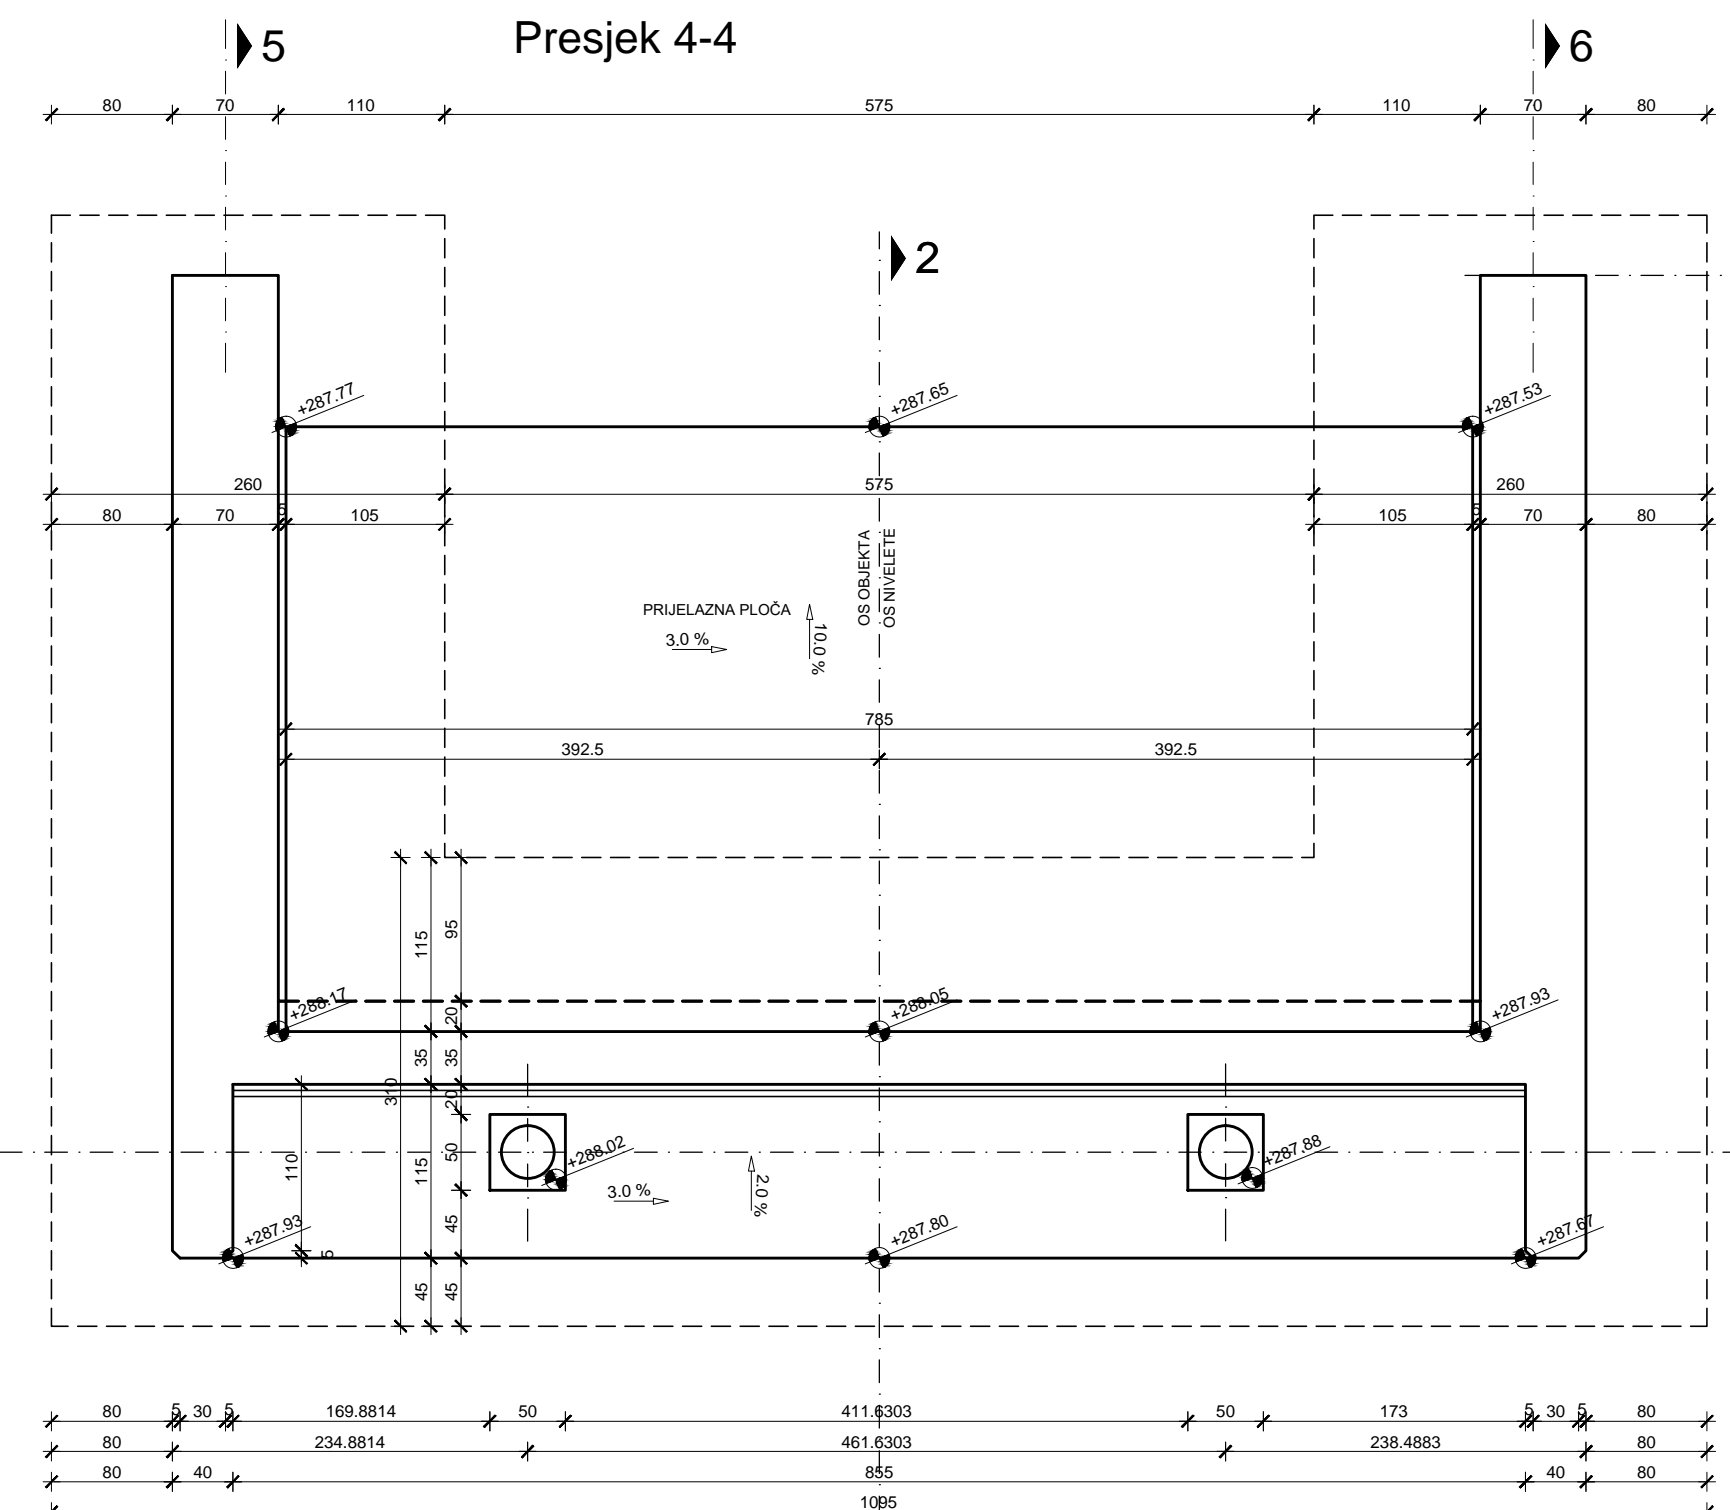 5
Presjek 4-4
6
80 70 110 575 110 70 80
2
+287.77 +287.65 +287.53
260 575 260
80 70 5 105 105 5 70 80
OS OBJEKTA
OS NIVELETE
PRIJELAZNA PLOČA
3.0 %
10.0 %
785
392.5 392.5
115 95
+288.17 +288.05 +287.93
20
35 35
310
20
110 115 50
+288.02 +287.88
3.0 %
2.0 %
45
+287.93 +287.80 +287.67
5
45 45
80 5 30 5 169.8814 50 411.6303 50 173 5 30 5 80
80 234.8814 461.6303 238.4883 80
80 40 855 40 80
1095